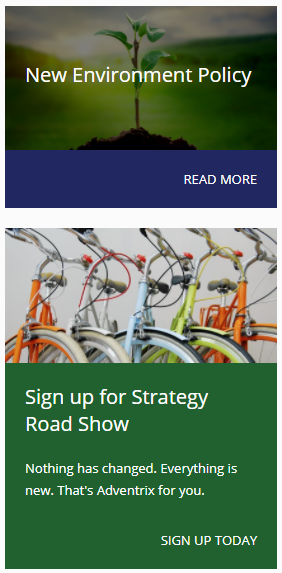 New Environment Policy
READ MORE
Sign up for Strategy
Road Show
Nothing has changed. Everything is
new. That's Adventrix for you.
SIGN UP TODAY